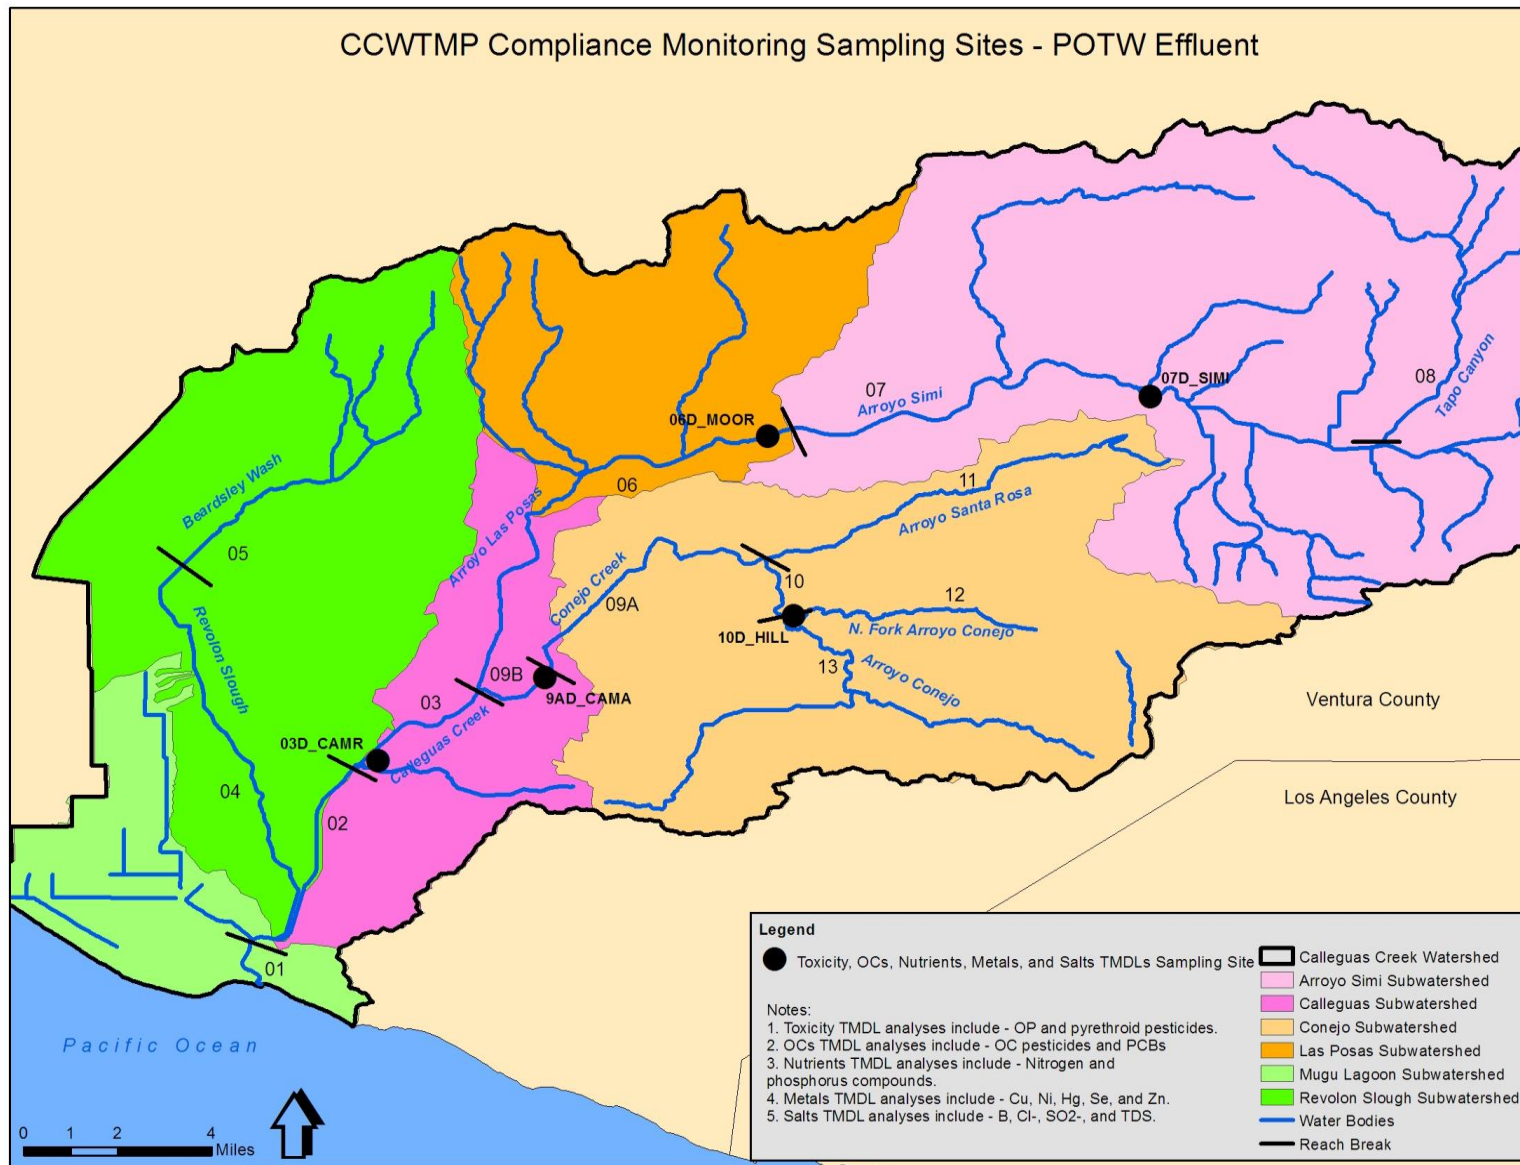 CCWTMP Compliance Monitoring Sampling Sites - POTW Effluent
07
Arroyo Simi
07D_SIMI
08
Tapo Canyon
06D_MOOR
06
11
Arroyo Santa Rosa
Beardsley Wash
05
Arroyo Las Posas
Conejo Creek
09A
10
12
N. Fork Arroyo Conejo
10D_HILL
13
Arroyo Conejo
Revolon Slough
09B
9AD_CAMA
03
Calleguas Creek
03D_CAMR
04
02
01
Ventura County
Los Angeles County
Pacific Ocean
0 1 2 4
Miles
Legend
Toxicity, OCs, Nutrients, Metals, and Salts TMDLs Sampling Site
Notes:
1. Toxicity TMDL analyses include - OP and pyrethroid pesticides.
2. OCs TMDL analyses include - OC pesticides and PCBs
3. Nutrients TMDL analyses include - Nitrogen and
phosphorus compounds.
4. Metals TMDL analyses include - Cu, Ni, Hg, Se, and Zn.
5. Salts TMDL analyses include - B, Cl-, SO2-, and TDS.
Calleguas Creek Watershed
Arroyo Simi Subwatershed
Calleguas Subwatershed
Conejo Subwatershed
Las Posas Subwatershed
Mugu Lagoon Subwatershed
Revolon Slough Subwatershed
Water Bodies
Reach Break